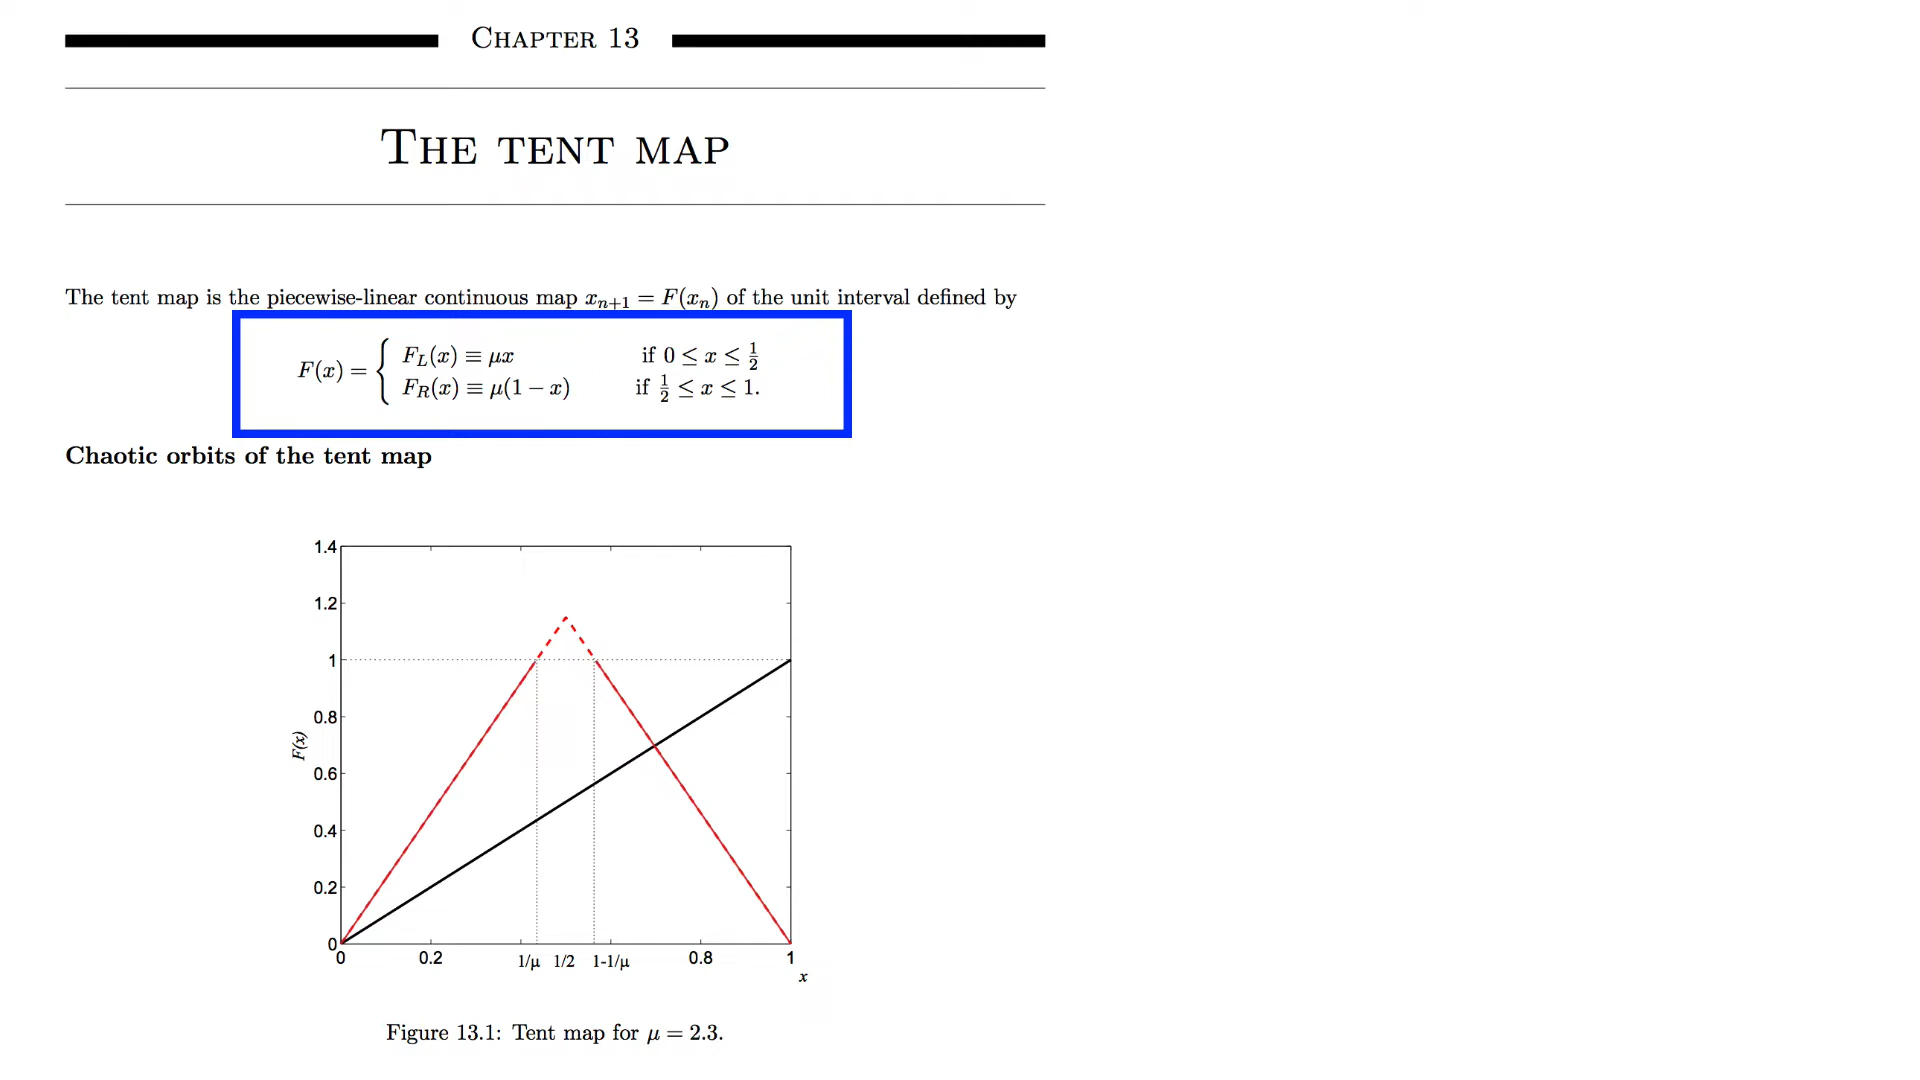 CHAPTER 13
THE TENT MAP
The tent map is the piecewise-linear continuous map xₙ₊₁ = F(xₙ) of the unit interval defined by
F(x) = { F_L(x) ≡ μx if 0 ≤ x ≤ 1/2
F_R(x) ≡ μ(1 − x) if 1/2 ≤ x ≤ 1.
Chaotic orbits of the tent map
1.4
1.2
1
0.8
F(x)
0.6
0.4
0.2
0
0 0.2 1/μ 1/2 1-1/μ 0.8 1
x
Figure 13.1: Tent map for μ = 2.3.